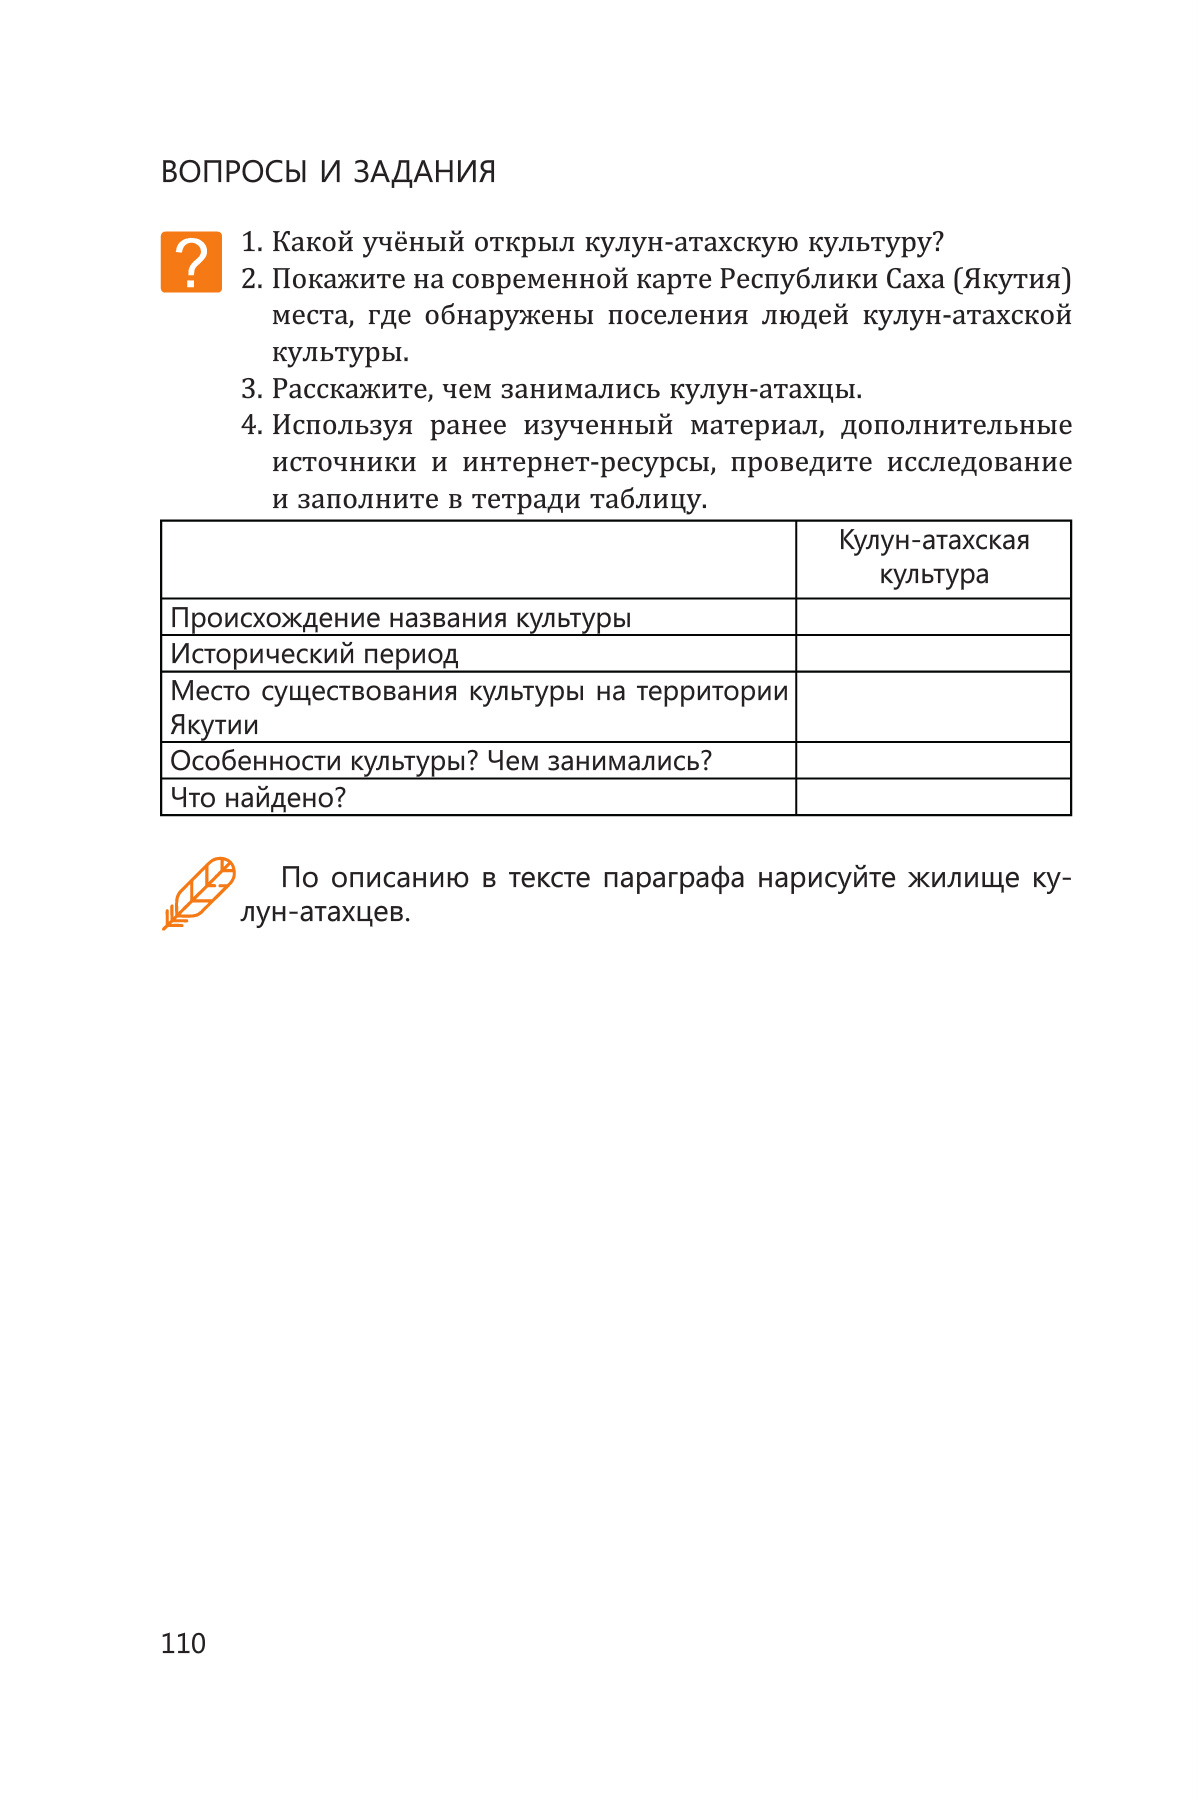 ВОПРОСЫ И ЗАДАНИЯ
?
1. Какой учёный открыл кулун-атахскую культуру?
2. Покажите на современной карте Республики Саха (Якутия)
места, где обнаружены поселения людей кулун-атахской
культуры.
3. Расскажите, чем занимались кулун-атахцы.
4. Используя ранее изученный материал, дополнительные
источники и интернет-ресурсы, проведите исследование
и заполните в тетради таблицу.
Кулун-атахская
культура
Происхождение названия культуры
Исторический период
Место существования культуры на территории
Якутии
Особенности культуры? Чем занимались?
Что найдено?
По описанию в тексте параграфа нарисуйте жилище ку-
лун-атахцев.
110